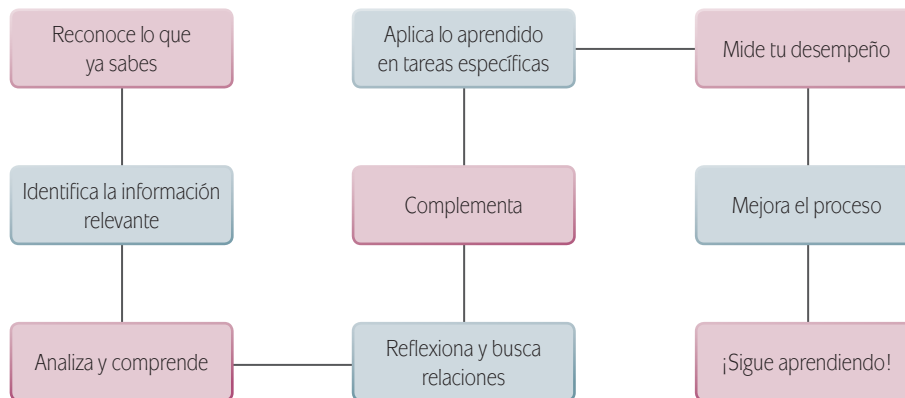 Reconoce lo que
ya sabes
Identifica la información
relevante
Analiza y comprende
Reflexiona y busca
relaciones
Complementa
Aplica lo aprendido
en tareas específicas
Mide tu desempeño
Mejora el proceso
¡Sigue aprendiendo!